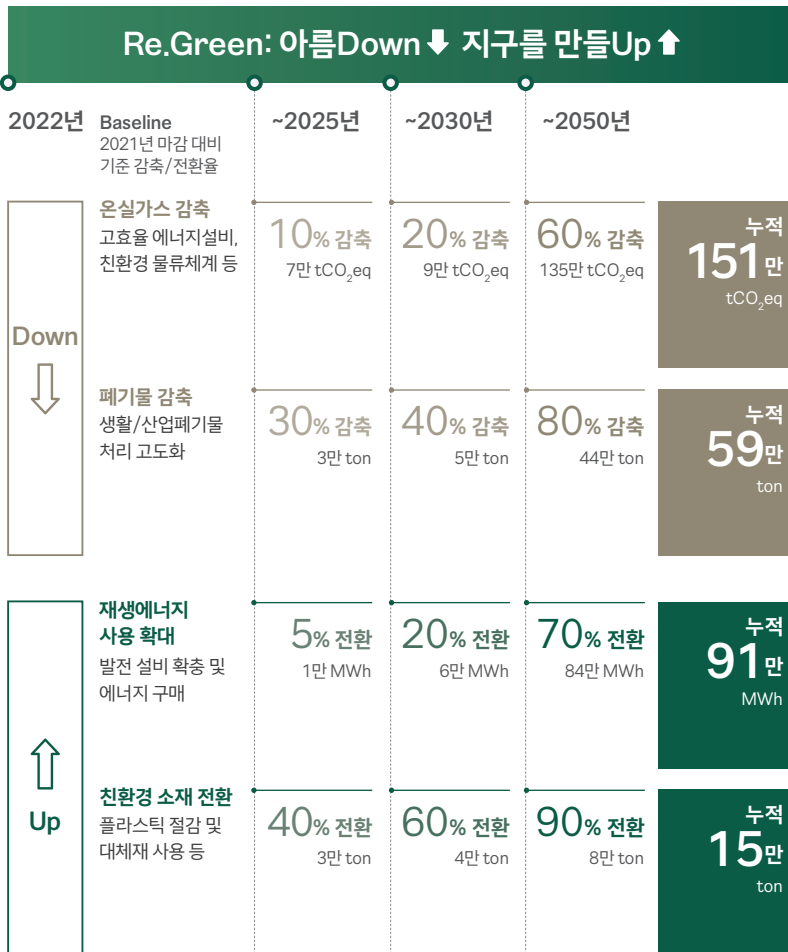 Re.Green: 아름Down⬇ 지구를 만들Up⬆
2022년 Baseline ~2025년 ~2030년 ~2050년
2021년 마감 대비
기준 감축/전환율
Down
온실가스 감축
고효율 에너지설비,
친환경 물류체계 등
10% 감축 20% 감축 60% 감축
7만 tCO₂eq 9만 tCO₂eq 135만 tCO₂eq
누적
151만
tCO₂eq
폐기물 감축
생활/산업폐기물
처리 고도화
30% 감축 40% 감축 80% 감축
3만 ton 5만 ton 44만 ton
누적
59만
ton
Up
재생에너지
사용 확대
발전 설비 확충 및
에너지 구매
5% 전환 20% 전환 70% 전환
1만 MWh 6만 MWh 84만 MWh
누적
91만
MWh
친환경 소재 전환
플라스틱 절감 및
대체재 사용 등
40% 전환 60% 전환 90% 전환
3만 ton 4만 ton 8만 ton
누적
15만
ton